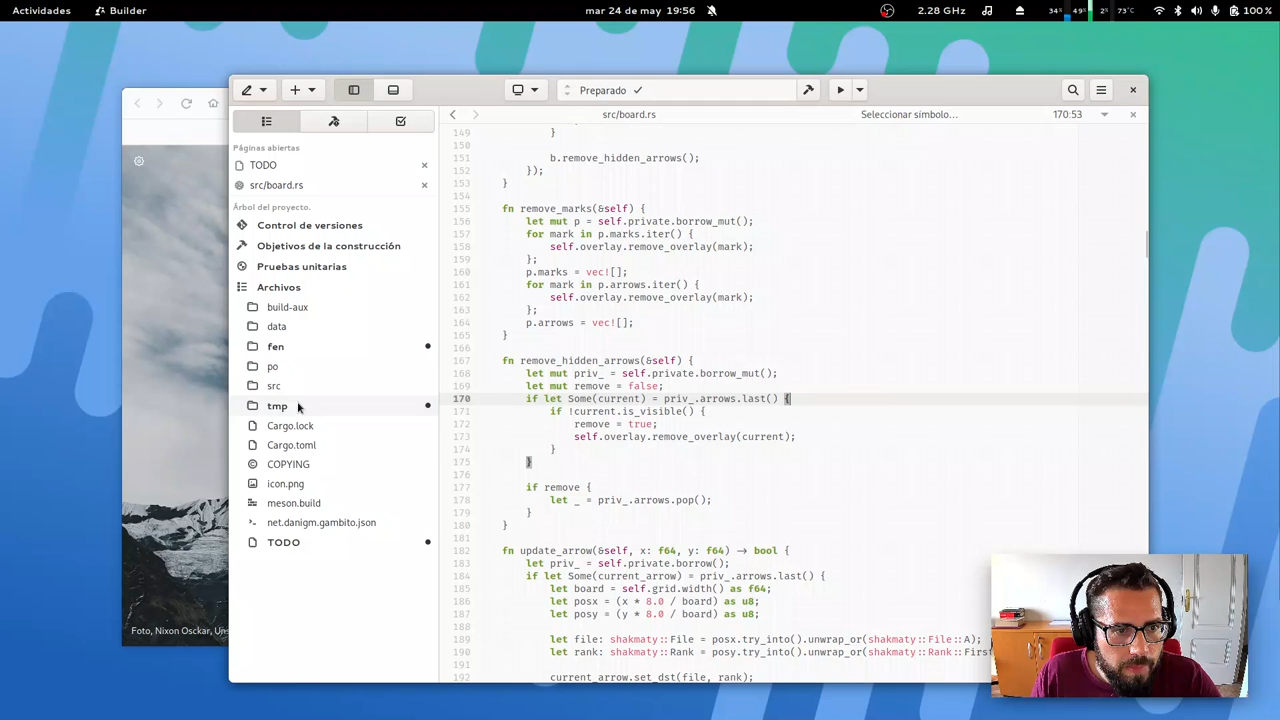 Actividades Builder mar 24 de may 19:56 2.28 GHz 34% 49% 2% 73°C 100 %
Preparado
src/board.rs Seleccionar símbolo… 170:53
Páginas abiertas
TODO
src/board.rs
Árbol del proyecto.
Control de versiones
Objetivos de la construcción
Pruebas unitarias
Archivos
build-aux
data
fen
po
src
tmp
Cargo.lock
Cargo.toml
COPYING
icon.png
meson.build
net.danigm.gambito.json
TODO
149 }
150
151 b.remove_hidden_arrows();
152 });
153 }
154
155 fn remove_marks(&self) {
156 let mut p = self.private.borrow_mut();
157 for mark in p.marks.iter() {
158 self.overlay.remove_overlay(mark);
159 };
160 p.marks = vec![];
161 for mark in p.arrows.iter() {
162 self.overlay.remove_overlay(mark);
163 };
164 p.arrows = vec![];
165 }
166
167 fn remove_hidden_arrows(&self) {
168 let mut priv_ = self.private.borrow_mut();
169 let mut remove = false;
170 if let Some(current) = priv_.arrows.last() {
171 if !current.is_visible() {
172 remove = true;
173 self.overlay.remove_overlay(current);
174 }
175 }
176
177 if remove {
178 let _ = priv_.arrows.pop();
179 }
180 }
181
182 fn update_arrow(&self, x: f64, y: f64) -> bool {
183 let priv_ = self.private.borrow();
184 if let Some(current_arrow) = priv_.arrows.last() {
185 let board = self.grid.width() as f64;
186 let posx = (x * 8.0 / board) as u8;
187 let posy = (y * 8.0 / board) as u8;
188
189 let file: shakmaty::File = posx.try_into().unwrap_or(shakmaty::File::A);
190 let rank: shakmaty::Rank = posy.try_into().unwrap_or(shakmaty::Rank::First
191
192 current_arrow.set_dst(file, rank);
Foto, Nixon Osckar, Uns